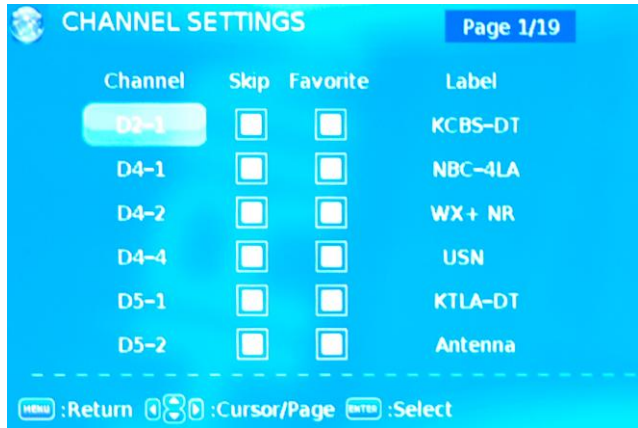 CHANNEL SETTINGS Page 1/19
Channel Skip Favorite Label
D2-1 KCBS-DT
D4-1 NBC-4LA
D4-2 WX+ NR
D4-4 USN
D5-1 KTLA-DT
D5-2 Antenna
MENU :Return :Cursor/Page ENTER :Select